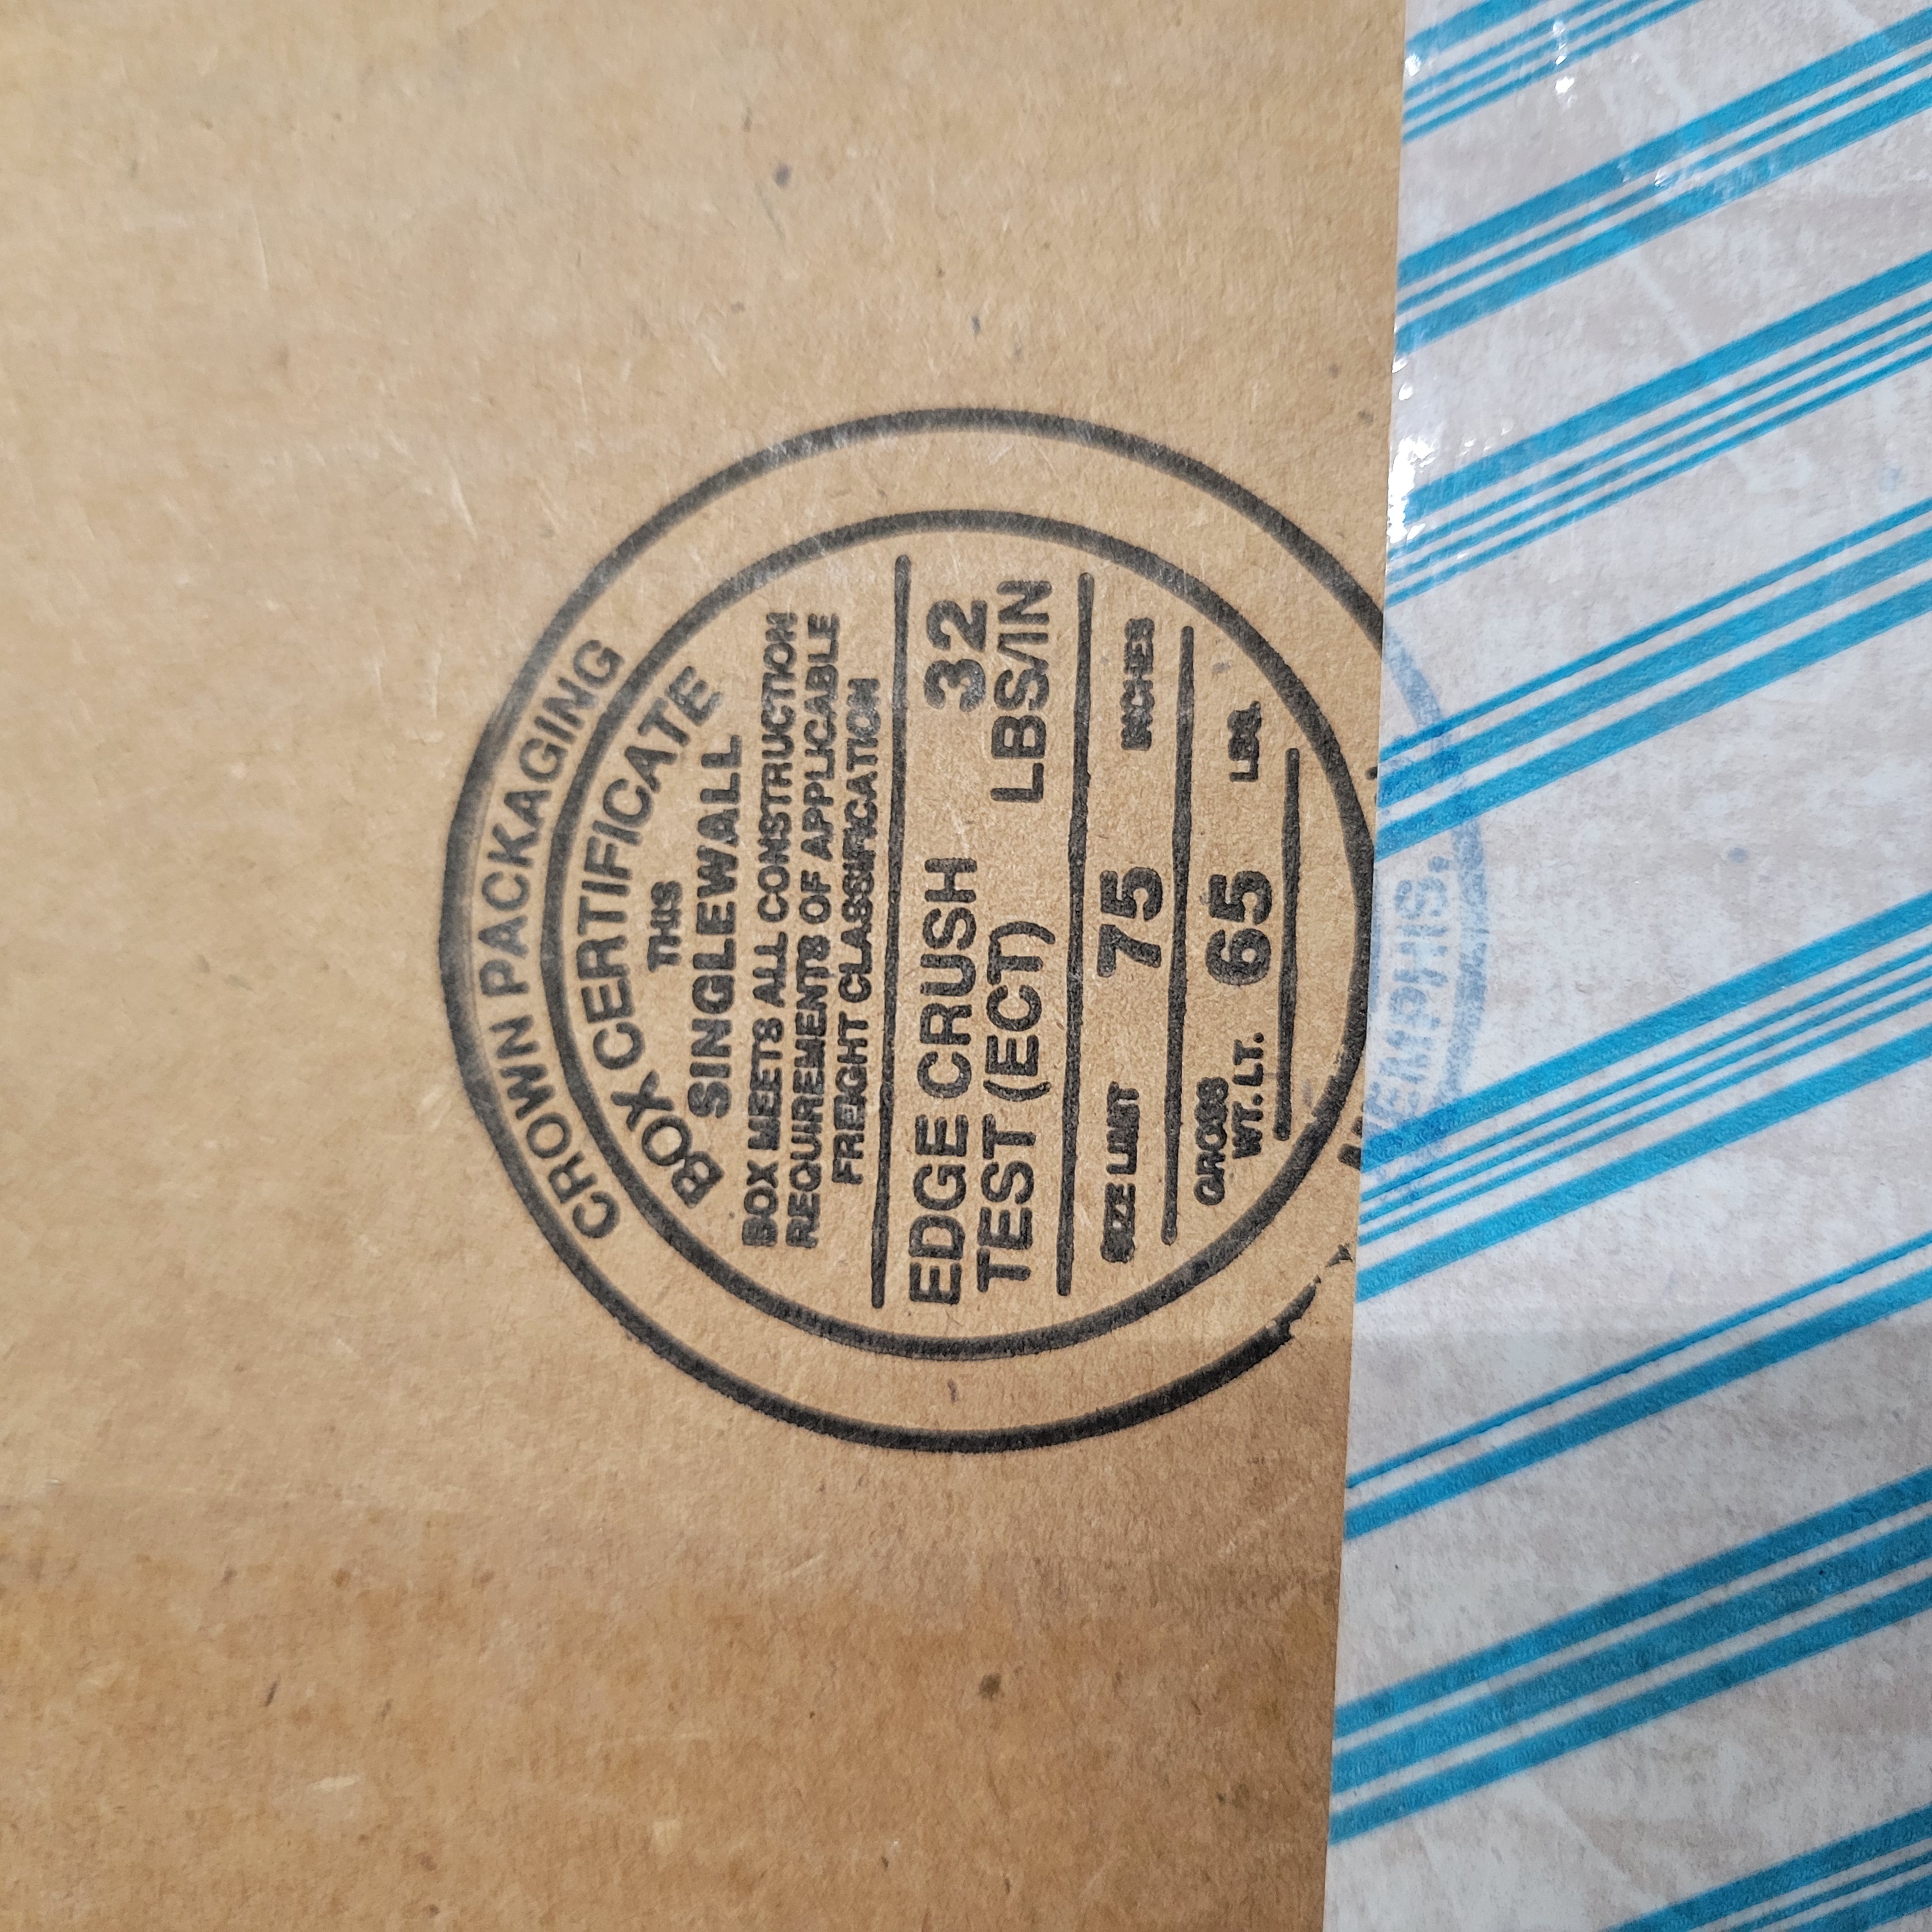 CROWN PACKAGING
BOX CERTIFICATE
THIS
SINGLEWALL
BOX MEETS ALL CONSTRUCTION
REQUIREMENTS OF APPLICABLE
FREIGHT CLASSIFICATION
EDGE CRUSH 32
TEST (ECT) LBS/IN
SIZE LIMIT 75 INCHES
GROSS
WT. LT. 65 LBS.
MEMPHIS,